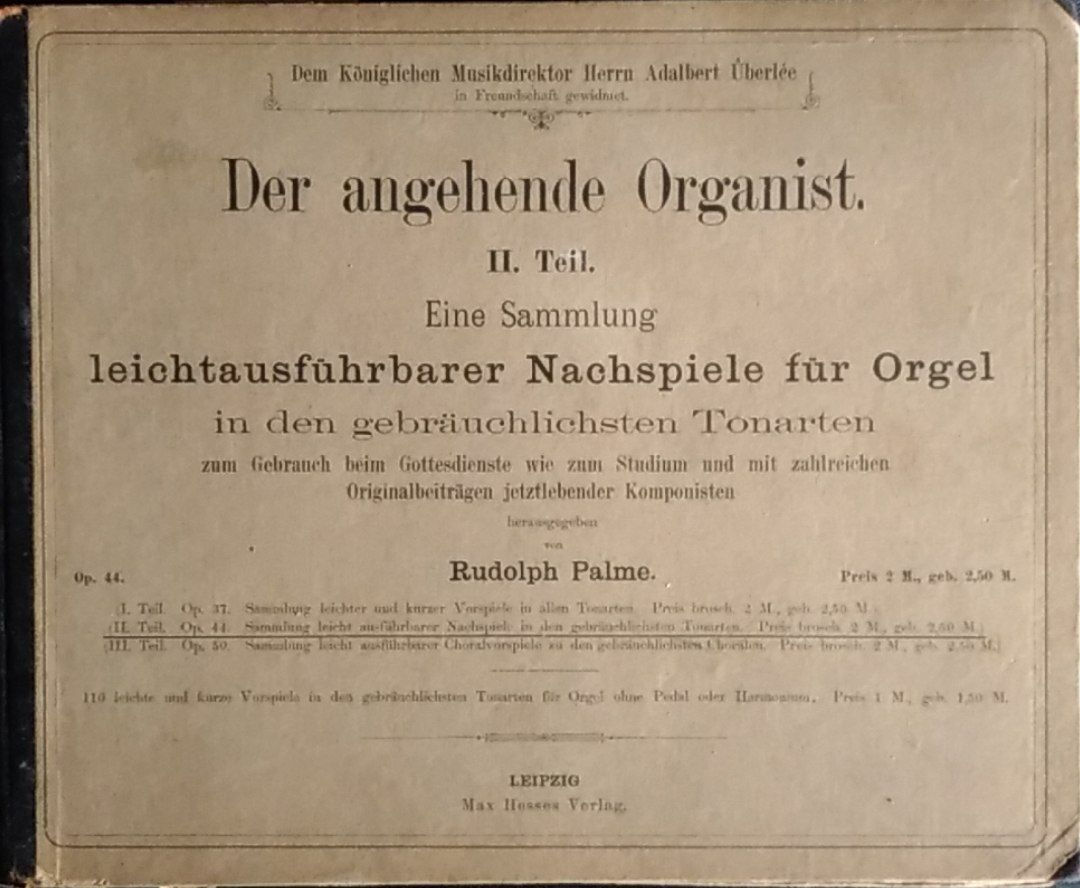 Dem Königlichen Musikdirektor Herrn Adalbert Überlée
in Freundschaft gewidmet.
Der angehende Organist.
II. Teil.
Eine Sammlung
leichtausführbarer Nachspiele für Orgel
in den gebräuchlichsten Tonarten
zum Gebrauch beim Gottesdienste wie zum Studium und mit zahlreichen
Originalbeiträgen jetztlebender Komponisten
herausgegeben
von
Op. 44. Rudolph Palme. Preis 2 M., geb. 2,50 M.
(I. Teil. Op. 37. Sammlung leichter und kurzer Vorspiele in allen Tonarten. Preis brosch. 2 M., geb. 2,50 M.)
(II. Teil. Op. 44. Sammlung leicht ausführbarer Nachspiele in den gebräuchlichsten Tonarten. Preis brosch. 2 M., geb. 2,50 M.)
(III. Teil. Op. 50. Sammlung leicht ausführbarer Choralvorspiele zu den gebräuchlichsten Chorälen. Preis brosch. 2 M., geb. 2,50 M.)
110 leichte und kurze Vorspiele in den gebräuchlichsten Tonarten für Orgel ohne Pedal oder Harmonium. Preis 1 M., geb. 1,50 M.
LEIPZIG
Max Hesses Verlag.